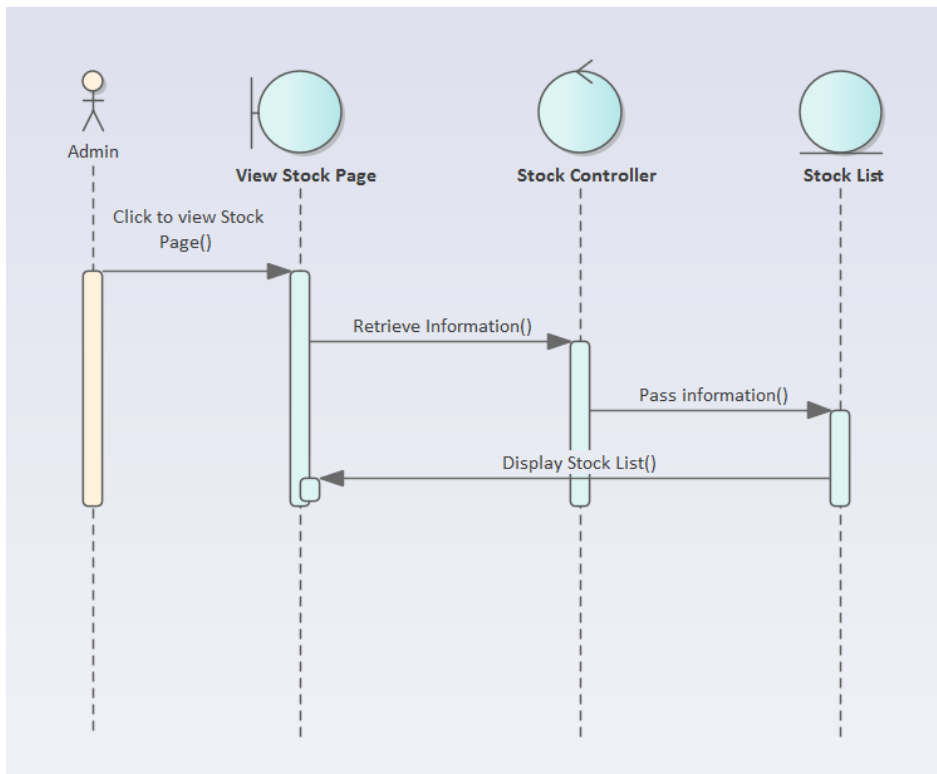 Admin
View Stock Page
Stock Controller
Stock List
Click to view Stock
Page()
Retrieve Information()
Pass information()
Display Stock List()